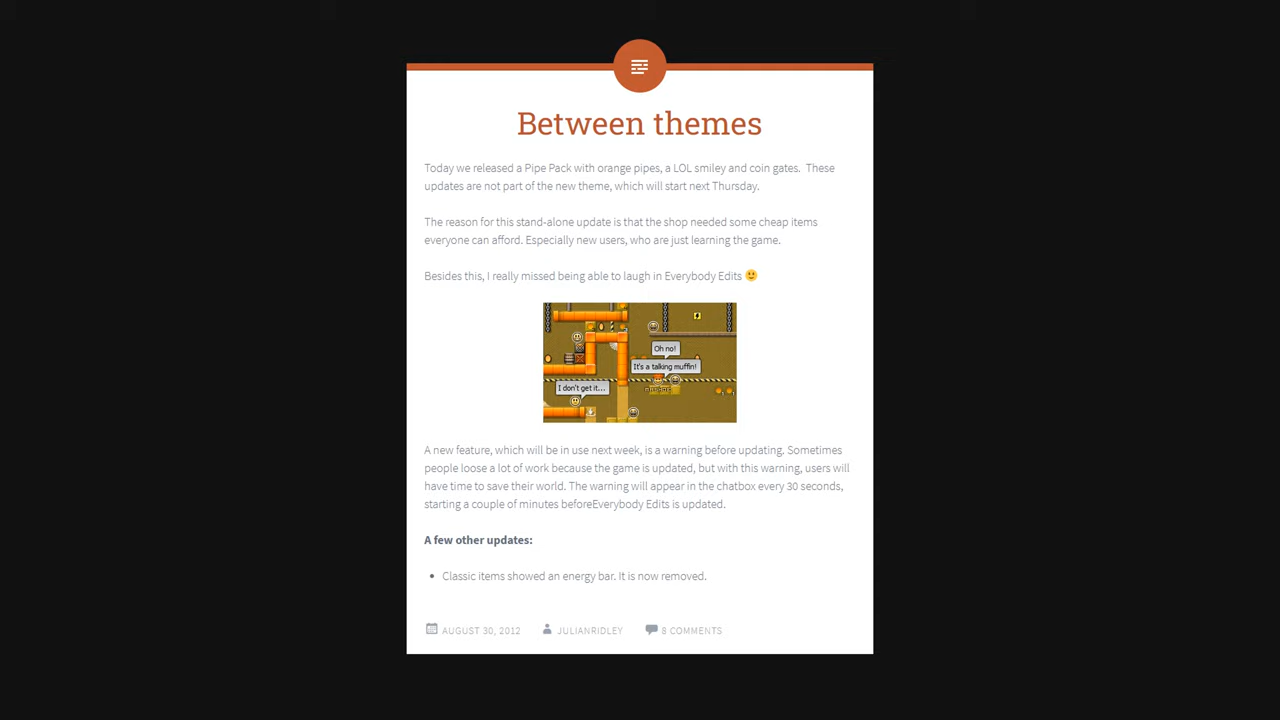 Between themes
Today we released a Pipe Pack with orange pipes, a LOL smiley and coin gates.  These
updates are not part of the new theme, which will start next Thursday.
The reason for this stand-alone update is that the shop needed some cheap items
everyone can afford. Especially new users, who are just learning the game.
Besides this, I really missed being able to laugh in Everybody Edits 🙂
Oh no!
It's a talking muffin!
I don't get it...
A new feature, which will be in use next week, is a warning before updating. Sometimes
people loose a lot of work because the game is updated, but with this warning, users will
have time to save their world. The warning will appear in the chatbox every 30 seconds,
starting a couple of minutes beforeEverybody Edits is updated.
A few other updates:
• Classic items showed an energy bar. It is now removed.
AUGUST 30, 2012 JULIANRIDLEY 8 COMMENTS